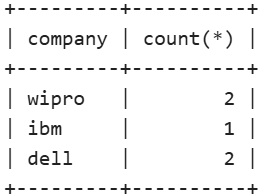 +---------+----------+
| company | count(*) |
+---------+----------+
| wipro   |        2 |
| ibm     |        1 |
| dell    |        2 |
+---------+----------+